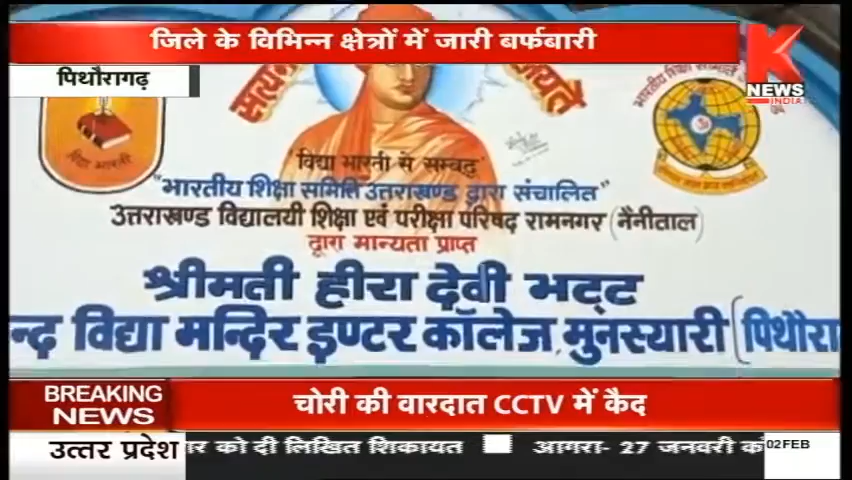 जिले के विभिन्न क्षेत्रों में जारी बर्फबारी
पिथौरागढ़
K NEWS INDIA
विद्या भारती
"विद्या भारती से सम्बद्ध"
"भारतीय शिक्षा समिति उत्तराखण्ड द्वारा संचालित"
उत्तराखण्ड विद्यालयी शिक्षा एवं परीक्षा परिषद रामनगर (नैनीताल)
द्वारा मान्यता प्राप्त
श्रीमती हीरा देवी भट्ट
न्द्र विद्या मन्दिर इण्टर कॉलेज, मुनस्यारी (पिथौरा
BREAKING NEWS
चोरी की वारदात CCTV में कैद
उत्तर प्रदेश
ार को दी लिखित शिकायत
आगरा- 27 जनवरी क
02FEB